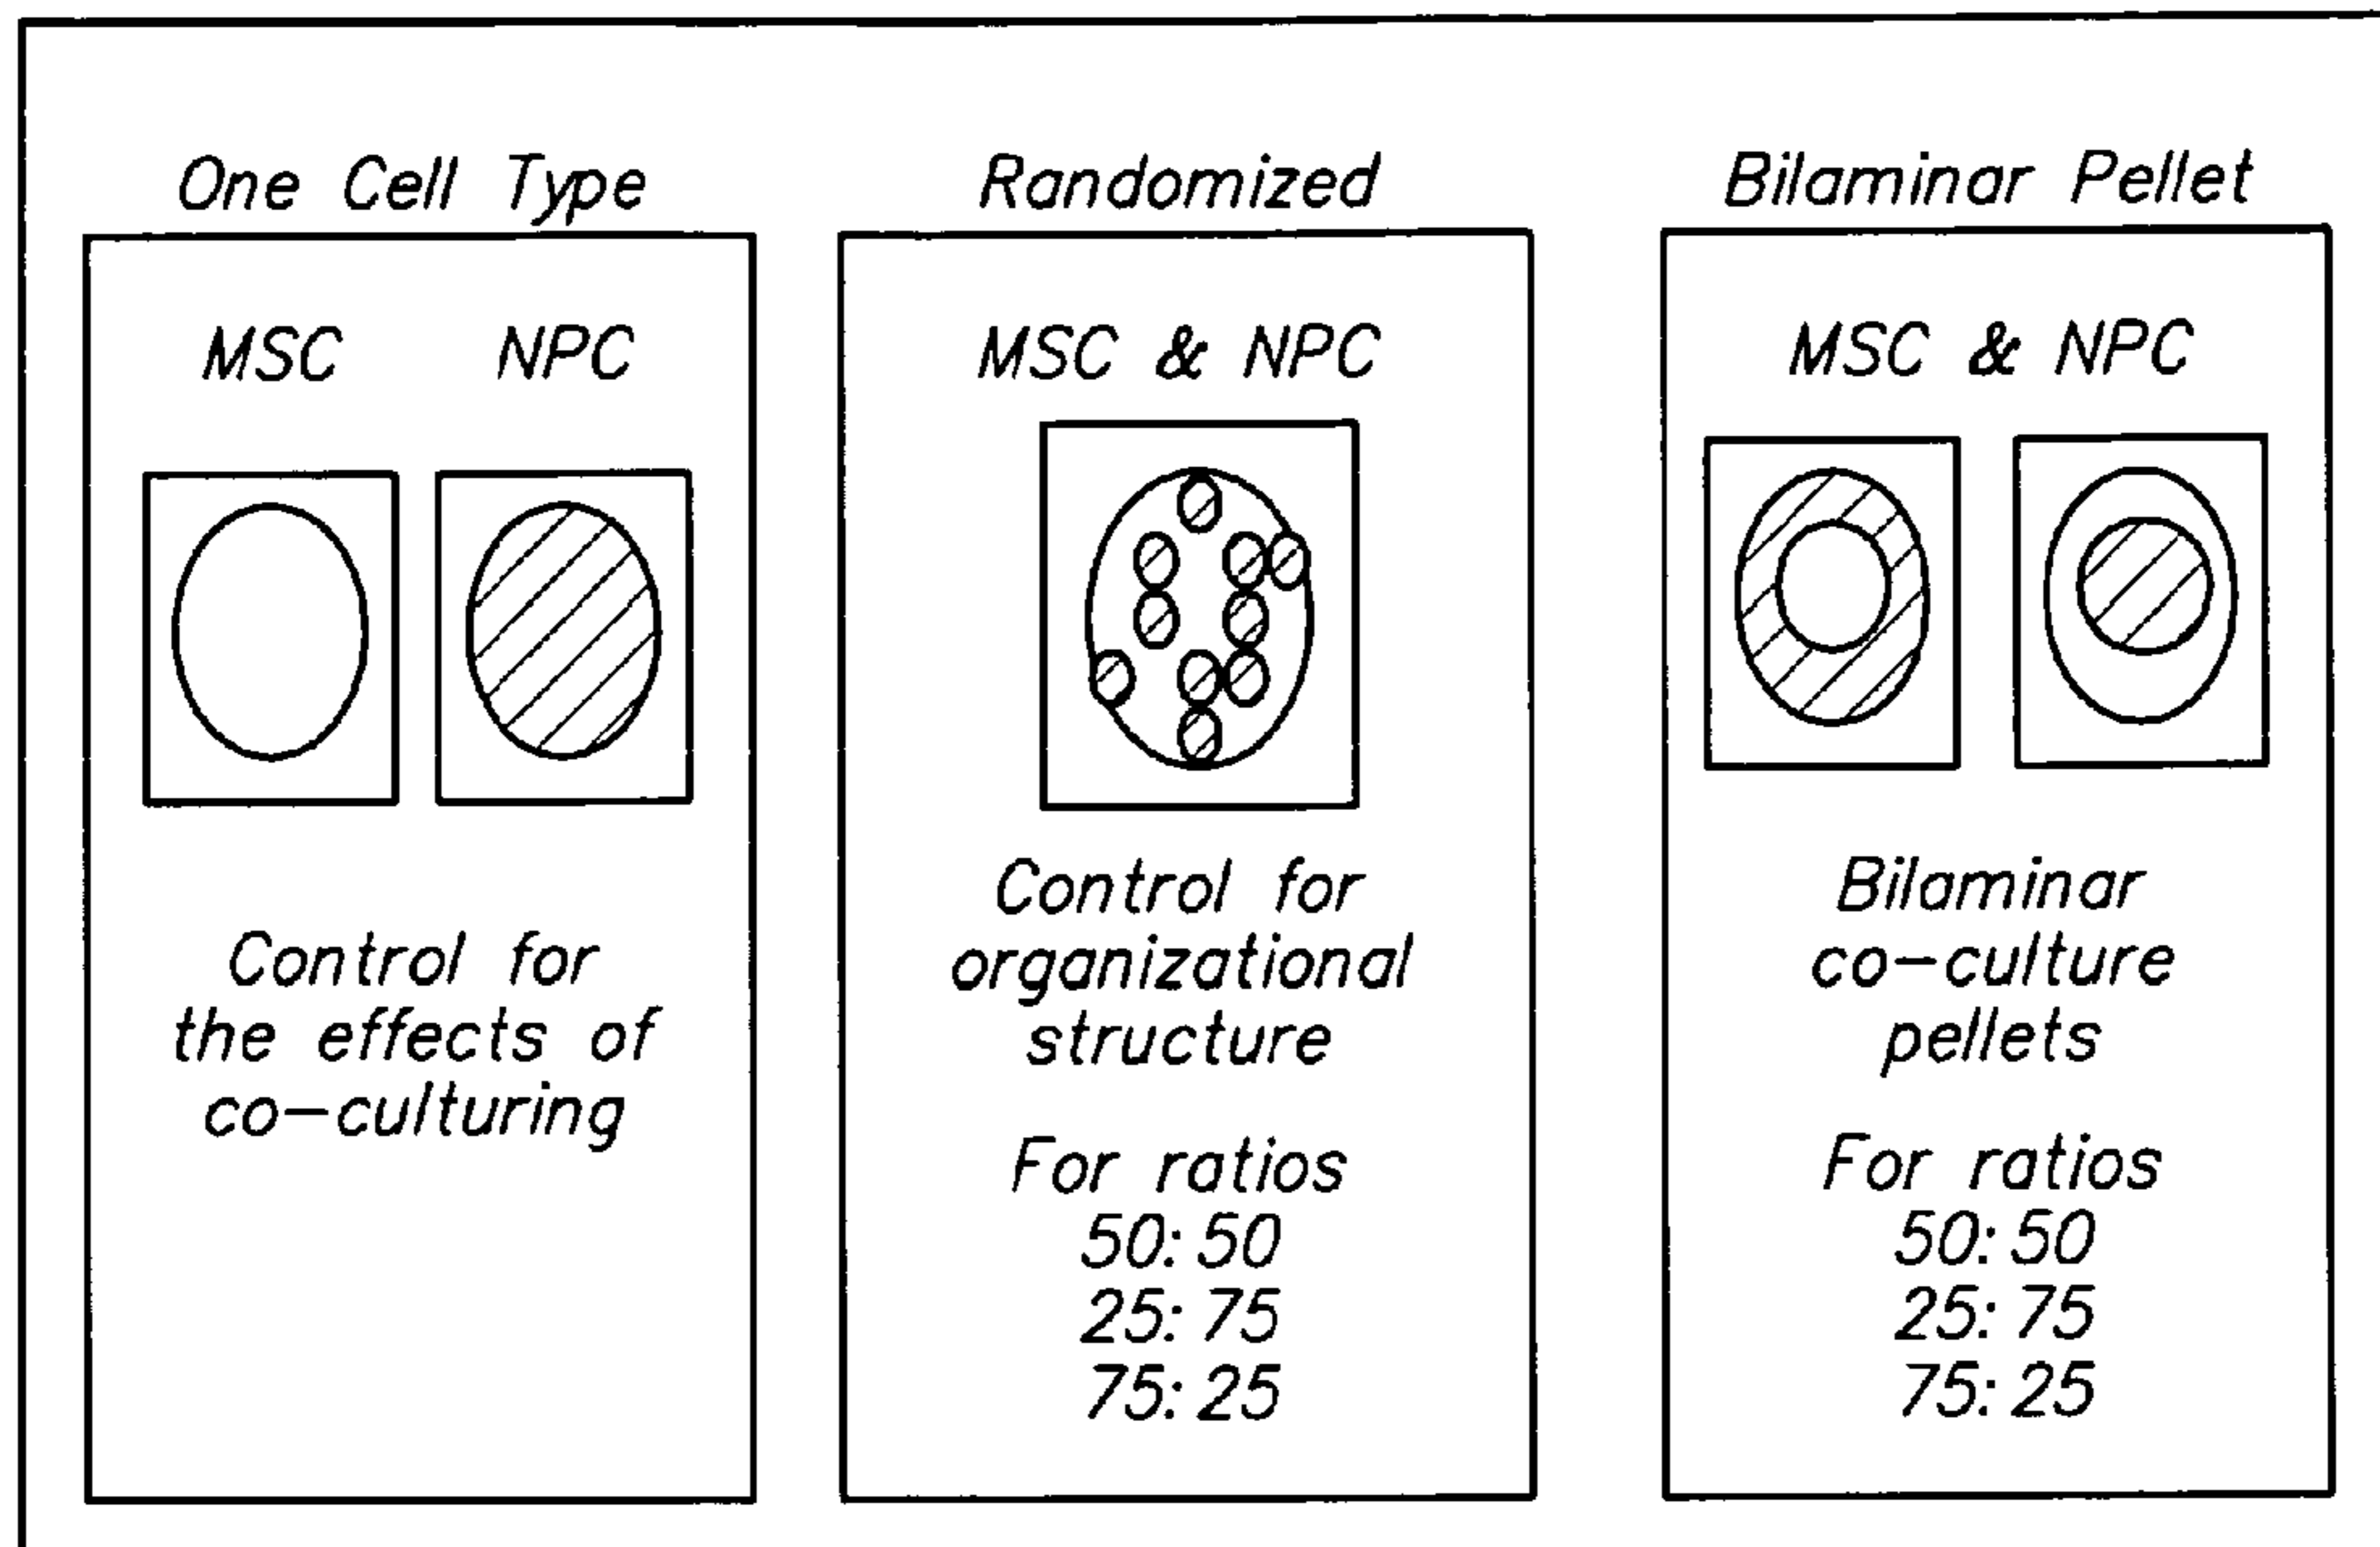 One Cell Type
MSC NPC
Control for
the effects of
co-culturing
Randomized
MSC & NPC
Control for
organizational
structure
For ratios
50:50
25:75
75:25
Bilaminar Pellet
MSC & NPC
Bilaminar
co-culture
pellets
For ratios
50:50
25:75
75:25